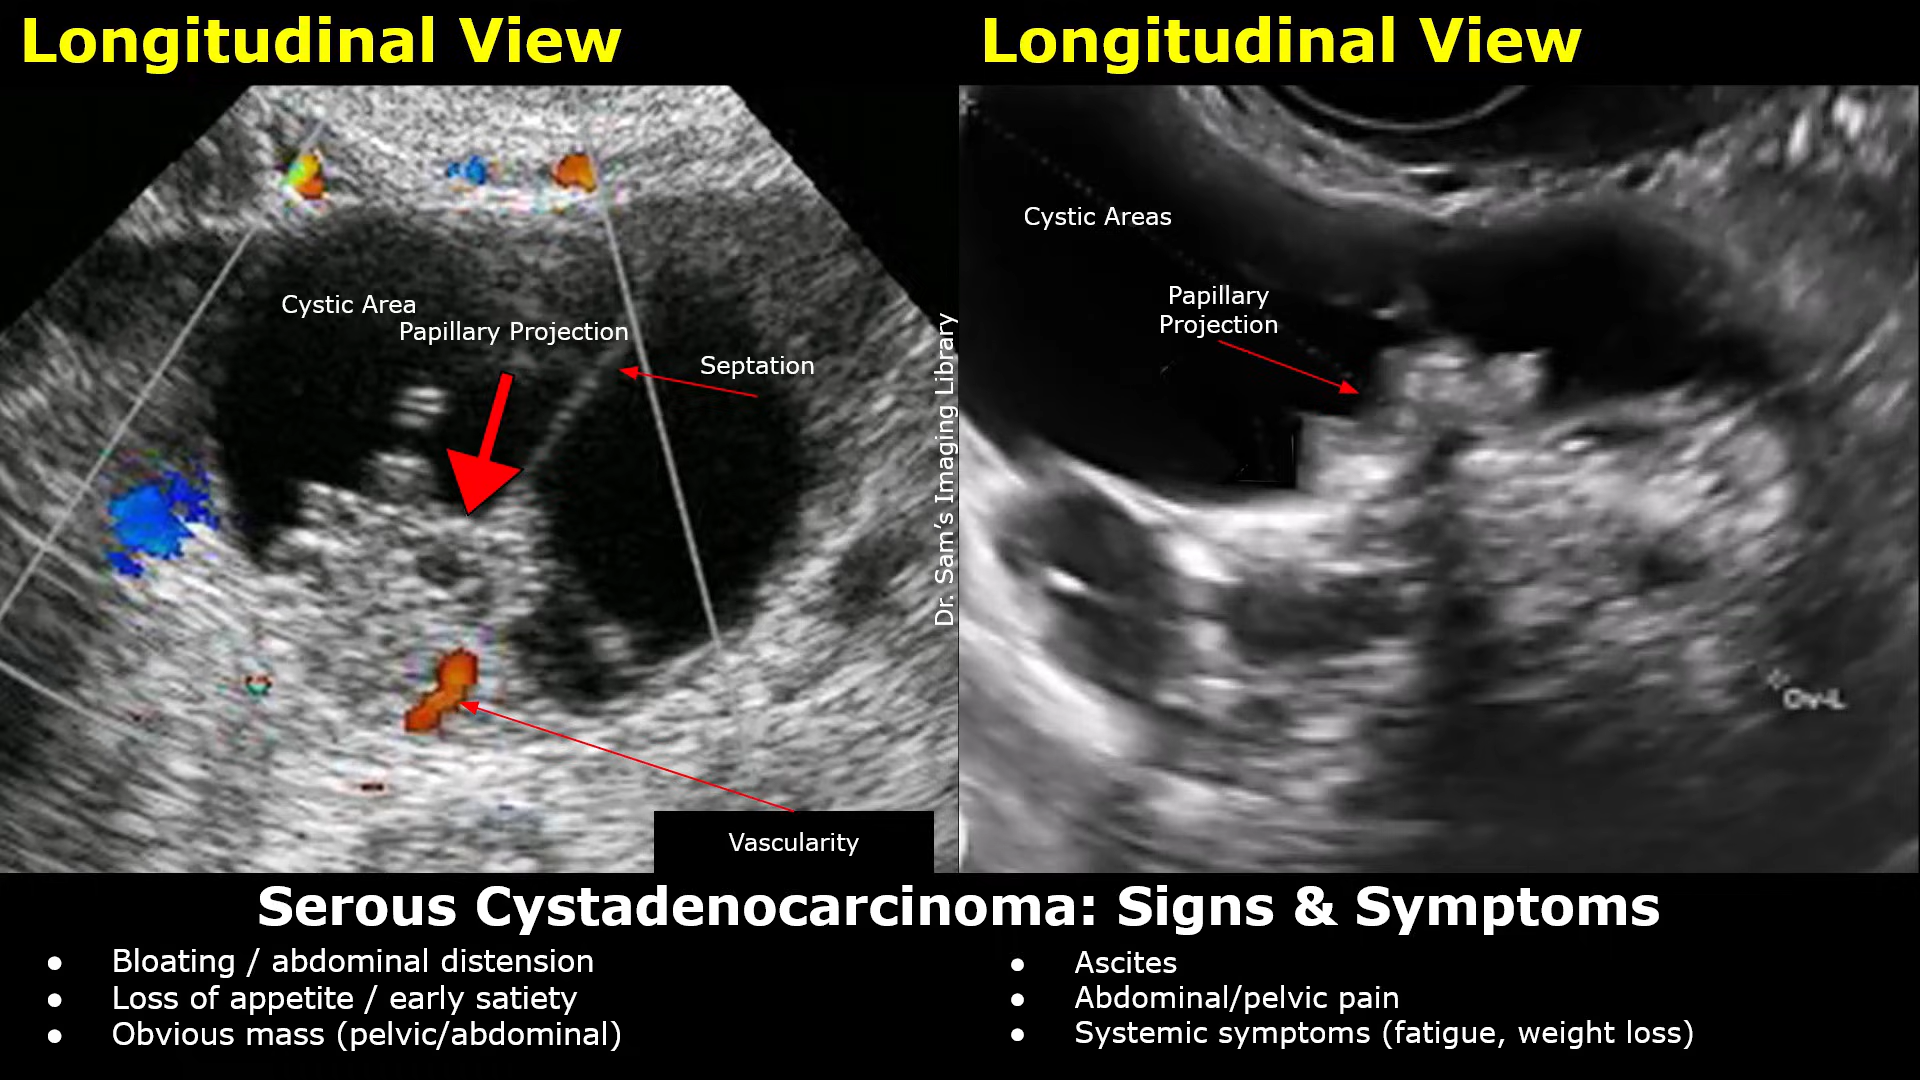 Longitudinal View
Longitudinal View
Cystic Area
Papillary Projection
Septation
Vascularity
Dr. Sam's Imaging Library
Cystic Areas
Papillary
Projection
Ov-L
Serous Cystadenocarcinoma: Signs & Symptoms
● Bloating / abdominal distension
● Loss of appetite / early satiety
● Obvious mass (pelvic/abdominal)
● Ascites
● Abdominal/pelvic pain
● Systemic symptoms (fatigue, weight loss)